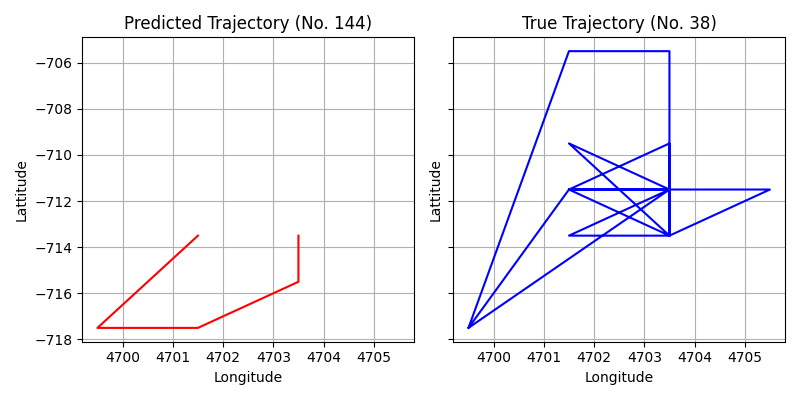 Predicted Trajectory (No. 144)
Lattitude
−706
−708
−710
−712
−714
−716
−718
4700 4701 4702 4703 4704 4705
Longitude
True Trajectory (No. 38)
Lattitude
4700 4701 4702 4703 4704 4705
Longitude